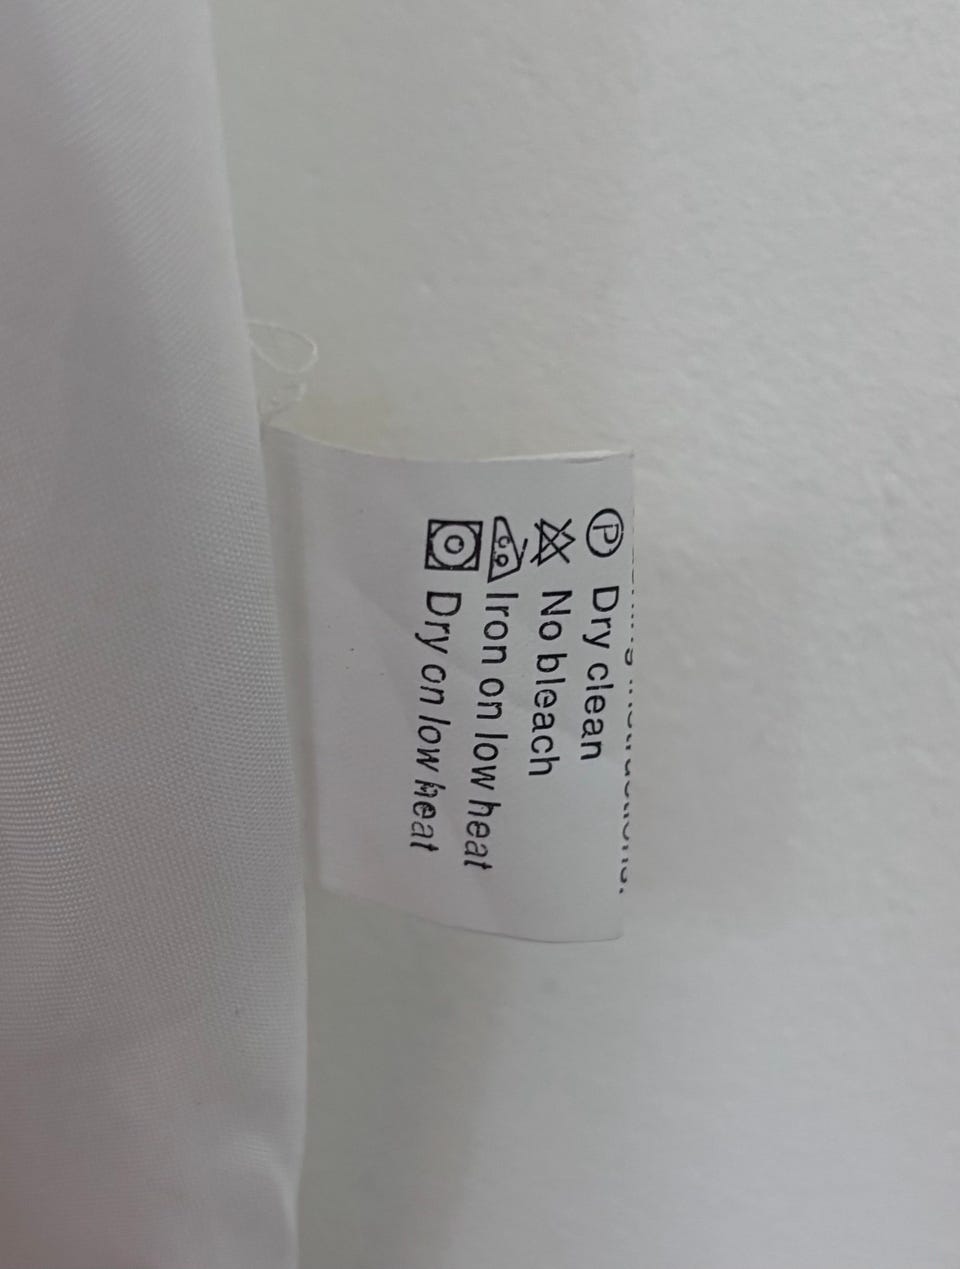 P Dry clean
No bleach
Iron on low heat
Dry on low heat